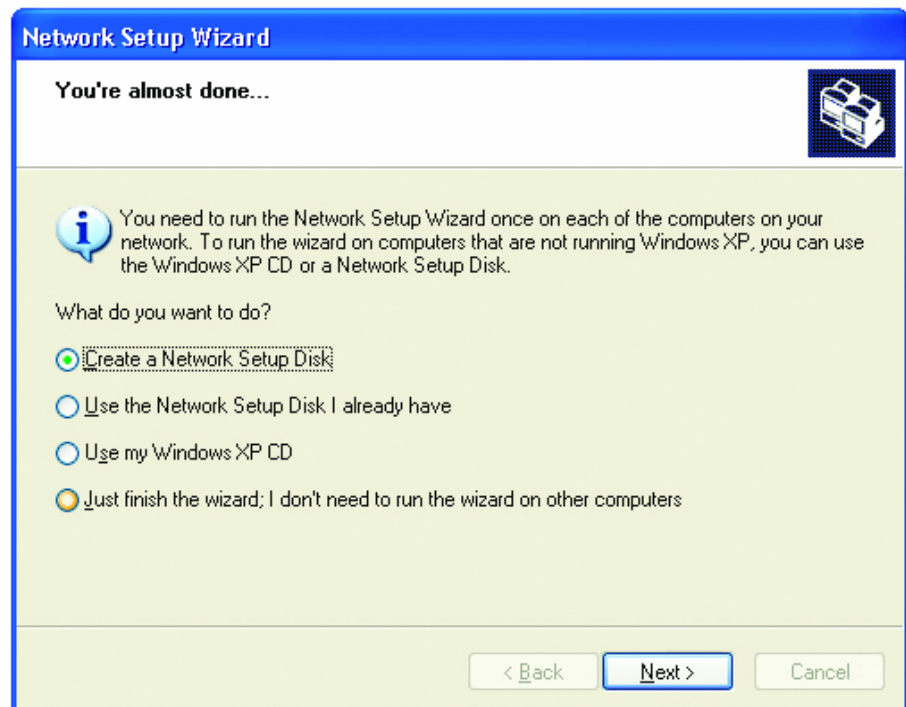 Network Setup Wizard
You're almost done...
You need to run the Network Setup Wizard once on each of the computers on your
network. To run the wizard on computers that are not running Windows XP, you can use
the Windows XP CD or a Network Setup Disk.
What do you want to do?
Create a Network Setup Disk
Use the Network Setup Disk I already have
Use my Windows XP CD
Just finish the wizard; I don't need to run the wizard on other computers
< Back
Next >
Cancel